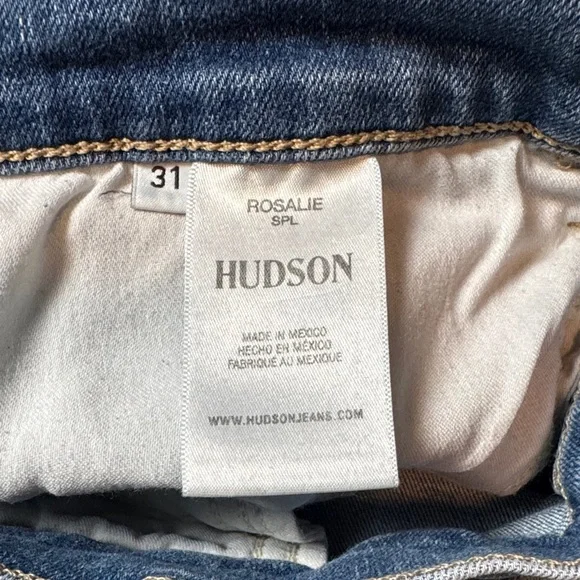 31
ROSALIE
SPL
HUDSON
MADE IN MEXICO
HECHO EN MÉXICO
FABRIQUÉ AU MEXIQUE
WWW.HUDSONJEANS.COM